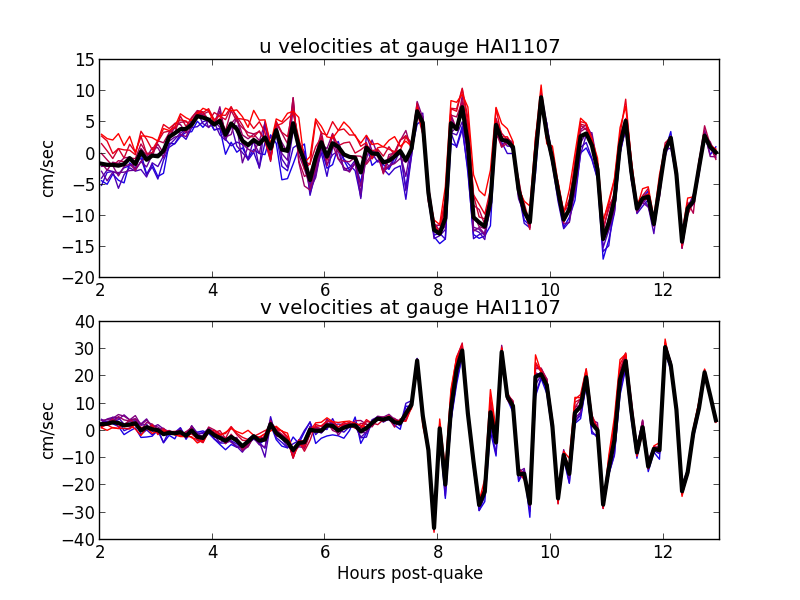 u velocities at gauge HAI1107
15
10
5
0
−5
−10
−15
−20
cm/sec
2 4 6 8 10 12
v velocities at gauge HAI1107
40
30
20
10
0
−10
−20
−30
−40
cm/sec
2 4 6 8 10 12
Hours post-quake